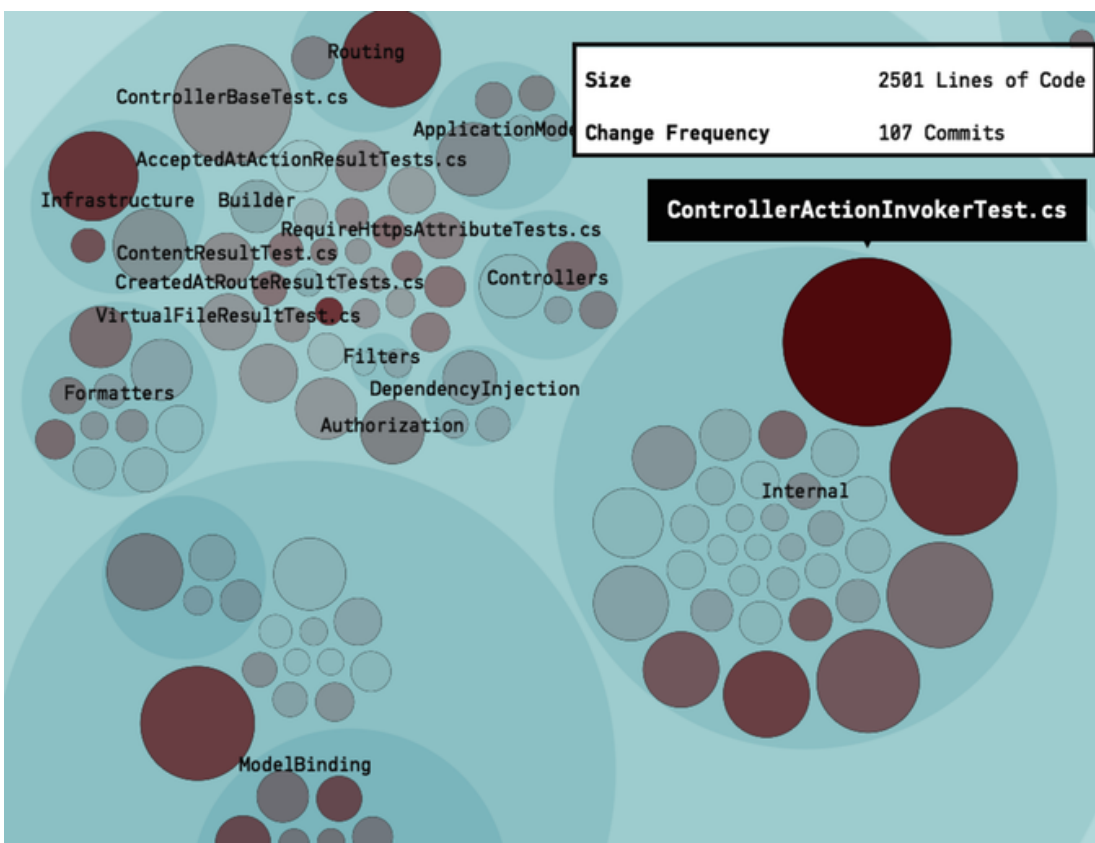 Routing
Size 2501 Lines of Code
ControllerBaseTest.cs
ApplicationMode
Change Frequency 107 Commits
AcceptedAtActionResultTests.cs
Infrastructure
Builder
ControllerActionInvokerTest.cs
RequireHttpsAttributeTests.cs
ContentResultTest.cs
CreatedAtRouteResultTests.cs
Controllers
VirtualFileResultTest.cs
Filters
Formatters
DependencyInjection
Authorization
Internal
ModelBinding